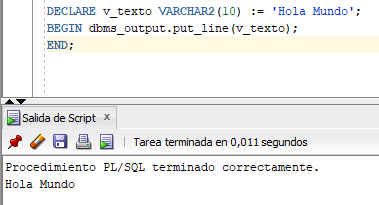 DECLARE v_texto VARCHAR2(10) := 'Hola Mundo';
BEGIN dbms_output.put_line(v_texto);
END;
Salida de Script x
Tarea terminada en 0,011 segundos
Procedimiento PL/SQL terminado correctamente.
Hola Mundo